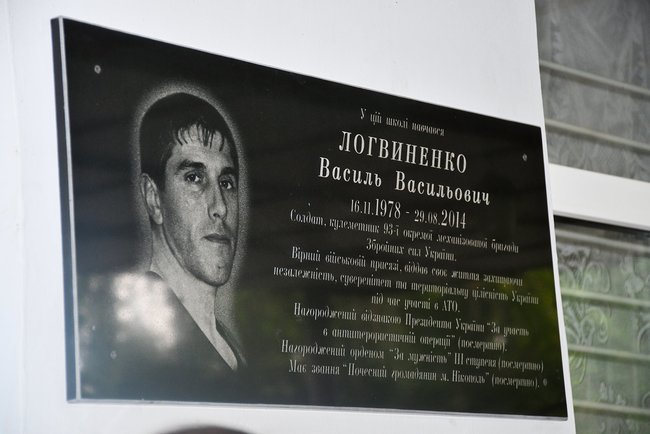 У цій школі навчався
ЛОГВИНЕНКО
Василь Васильович
16.11.1978 - 29.08.2014
Солдат, кулеметник 93-ї окремої механізованої бригади
Збройних сил України.
Вірний військовій присязі, віддав своє життя захищаючи
незалежність, суверенітет та територіальну цілісність України
під час участі в АТО.
Нагороджений відзнакою Президента України "За участь
в антитерористичній операції" (посмертно).
Нагороджений орденом "За мужність" ІІІ ступеня (посмертно)
Має звання "Почесний громадянин м. Нікополь" (посмертно).